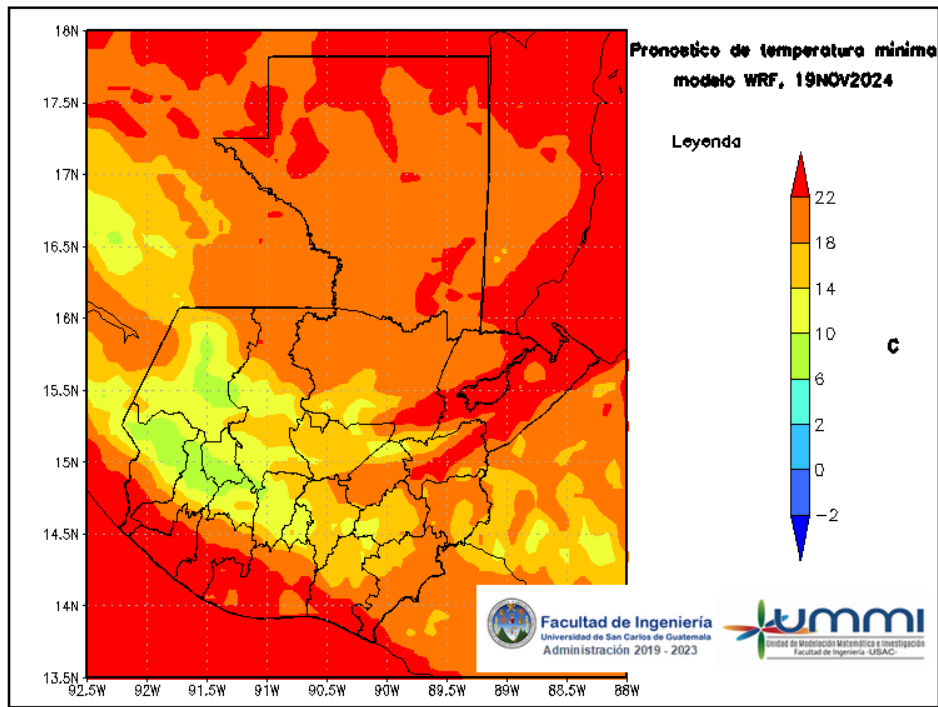 Pronostico de temperatura minima
modelo WRF, 19NOV2024
Leyenda
22
18
14
10
6
2
0
−2
C
18N
17.5N
17N
16.5N
16N
15.5N
15N
14.5N
14N
13.5N
92.5W
92W
91.5W
91W
90.5W
90W
89.5W
89W
88.5W
88W
Facultad de Ingeniería
Universidad de San Carlos de Guatemala
Administración 2019 - 2023
UMMI
Unidad de Modelación Matemática e Investigación
Facultad de Ingeniería -USAC-